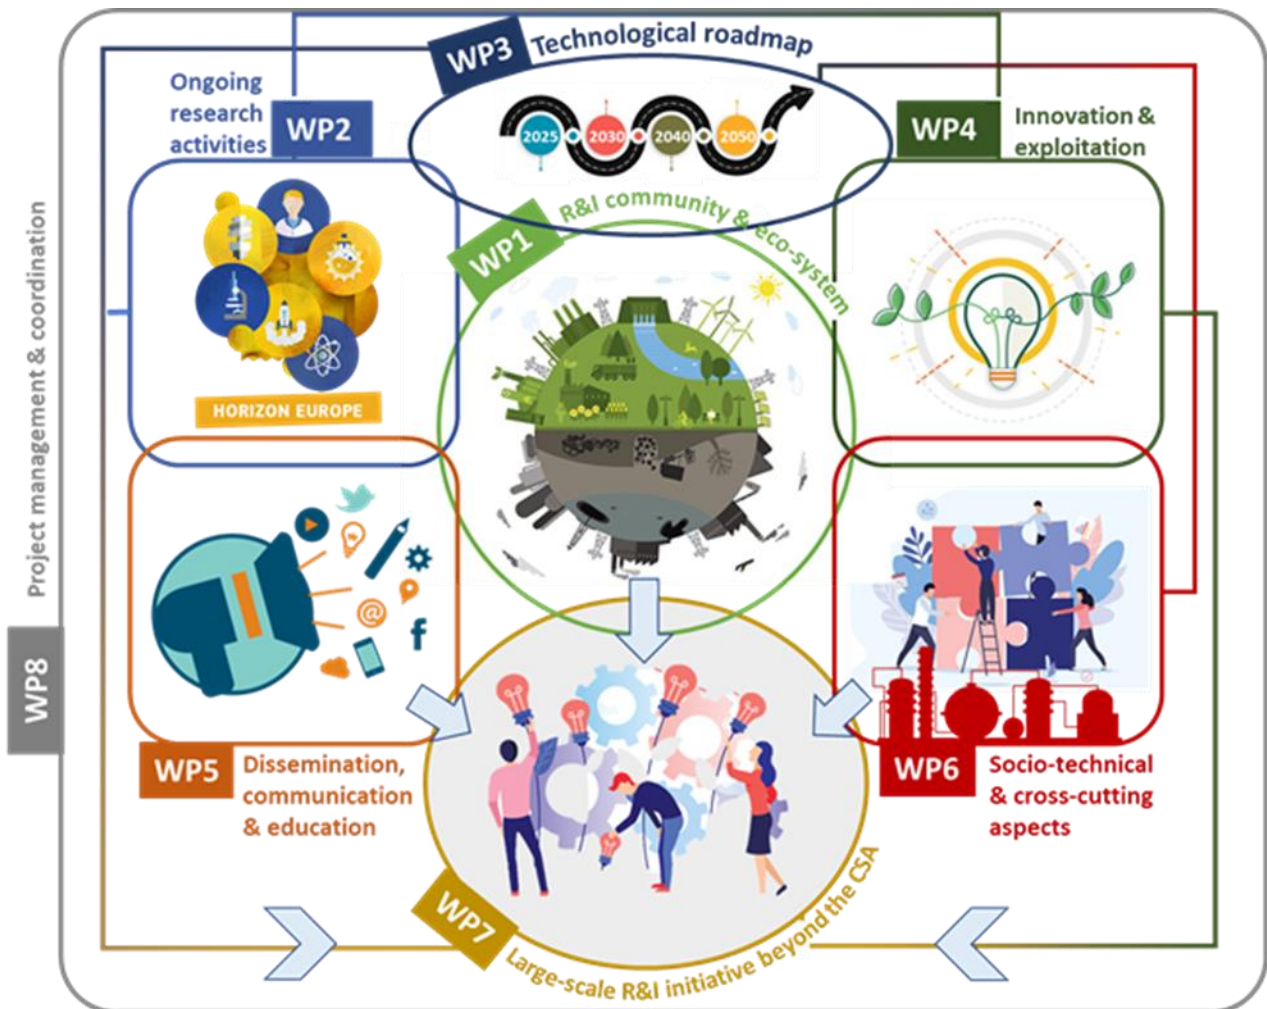 WP3
Technological roadmap
Ongoing
research
activities
WP2
2025
2030
2040
2050
WP4
Innovation &
exploitation
WP1
R&I community & eco-system
HORIZON EUROPE
Project management & coordination
WP8
@
f
WP5
Dissemination,
communication
& education
WP6
Socio-technical
& cross-cutting
aspects
WP7
Large-scale R&I initiative beyond the CSA